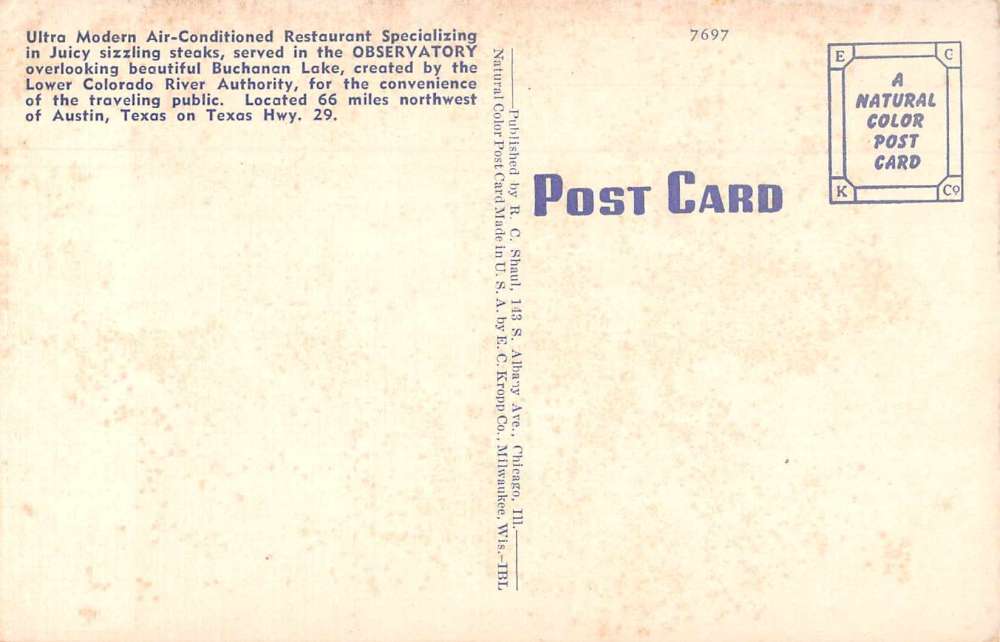 Ultra Modern Air-Conditioned Restaurant Specializing
in Juicy sizzling steaks, served in the OBSERVATORY
overlooking beautiful Buchanan Lake, created by the
Lower Colorado River Authority, for the convenience
of the traveling public. Located 66 miles northwest
of Austin, Texas on Texas Hwy. 29.
Published by R. C. Shaul, 143 S. Albany Ave., Chicago, Ill.
Natural Color Post Card Made in U. S. A. by E. C. Kropp Co., Milwaukee, Wis.—IBL
7697
POST CARD
E C
A
NATURAL
COLOR
POST
CARD
K Co